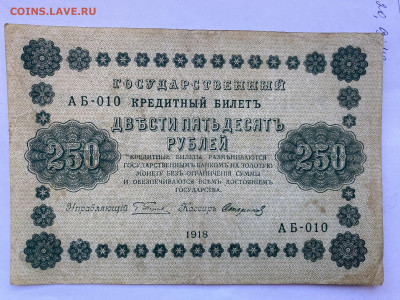 COINS.LAVE.RU
ГОСУДАРСТВЕННЫЙ
АБ-010 КРЕДИТНЫЙ БИЛЕТЪ
ДВѢСТИ ПЯТЬДЕСЯТЪ
РУБЛЕЙ
250 250
КРЕДИТНЫЕ БИЛЕТЫ РАЗМѢНИВАЮТСЯ
ГОСУДАРСТВЕННЫМЪ БАНКОМЪ НА ЗОЛОТУЮ
МОНЕТУ БЕЗЪ ОГРАНИЧЕНІЯ СУММЫ
И ОБЕЗПЕЧИВАЮТСЯ ВСѢМЪ ДОСТОЯНІЕМЪ
ГОСУДАРСТВА.
Управляющій Кассиръ
АБ-010
1918